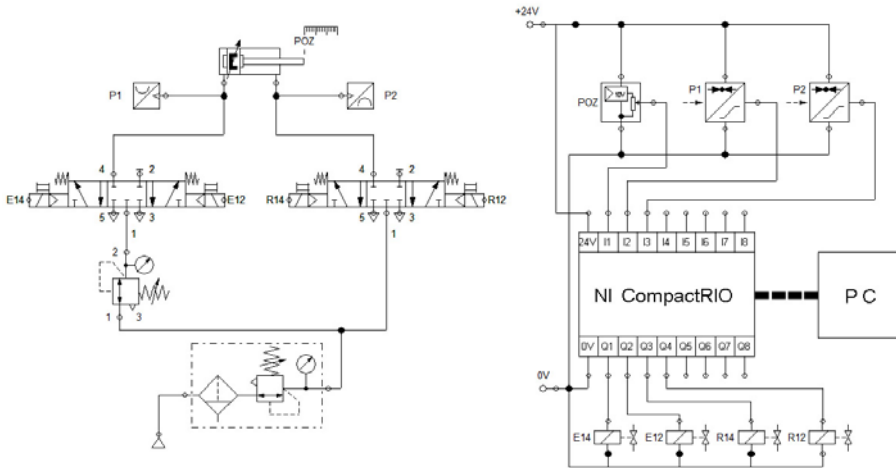 POZ
P1
P2
4
2
4
2
E14
E12
R14
R12
5
3
5
3
1
1
2
1
3
+24V
POZ
10V
P1
P2
24V I1 I2 I3 I4 I5 I6 I7 I8
NI CompactRIO
PC
0V Q1 Q2 Q3 Q4 Q5 Q6 Q7 Q8
0V
E14
E12
R14
R12